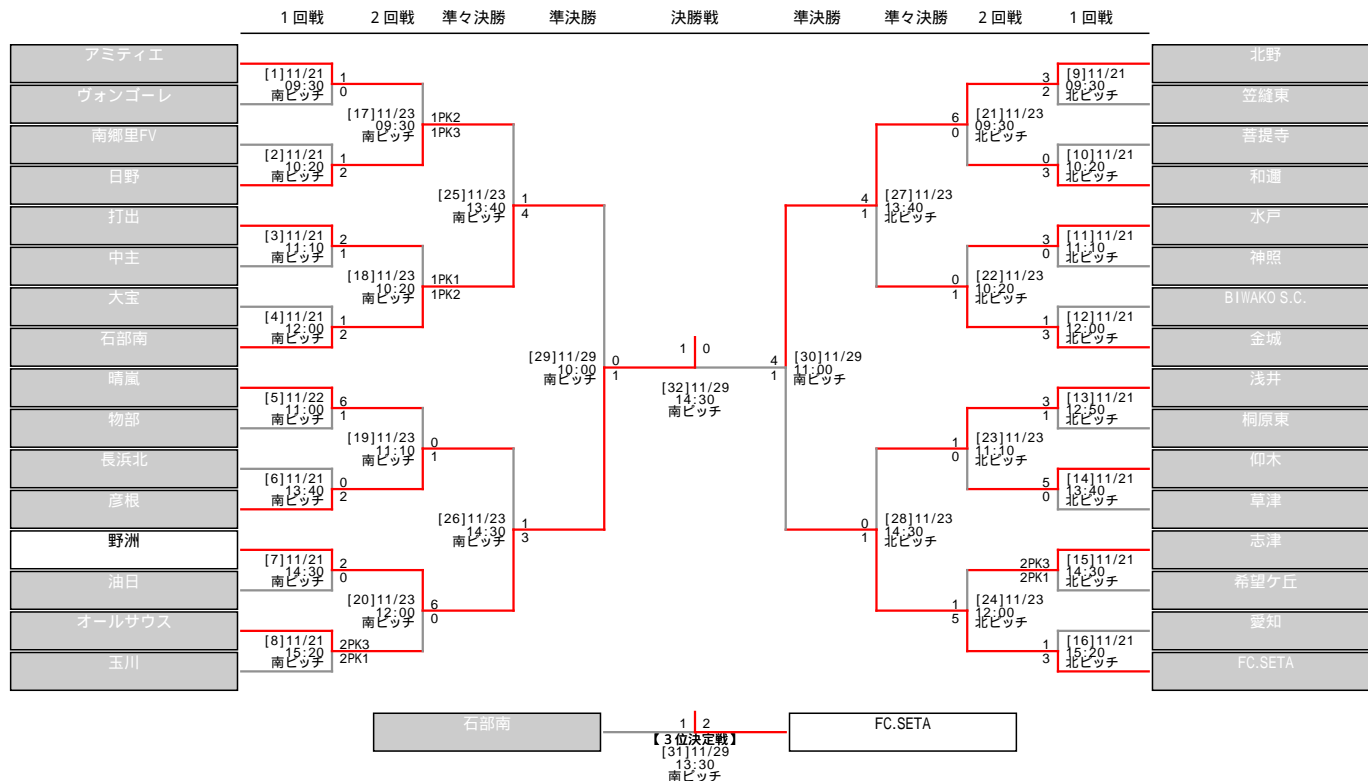 1回戦 2回戦 準々決勝 準決勝 決勝戦 準決勝 準々決勝 2回戦 1回戦
アミティエ
ヴォンゴーレ
南郷里FV
日野
打出
中主
大宝
石部南
晴嵐
物部
長浜北
彦根
野洲
油日
オールサウス
玉川
[1]11/21
09:30
南ピッチ
1
0
[2]11/21
10:20
南ピッチ
1
2
[3]11/21
11:10
南ピッチ
2
1
[4]11/21
12:00
南ピッチ
1
2
[5]11/22
11:00
南ピッチ
6
1
[6]11/21
13:40
南ピッチ
0
2
[7]11/21
14:30
南ピッチ
2
0
[8]11/21
15:20
南ピッチ
2PK3
2PK1
[17]11/23
09:30
南ピッチ
1PK2
1PK3
[18]11/23
10:20
南ピッチ
1PK1
1PK2
[19]11/23
11:10
南ピッチ
0
1
[20]11/23
12:00
南ピッチ
6
0
[25]11/23
13:40
南ピッチ
1
4
[26]11/23
14:30
南ピッチ
1
3
[29]11/29
10:00
南ピッチ
0
1
1 0
[32]11/29
14:30
南ピッチ
4
1
[30]11/29
11:00
南ピッチ
4
1
[27]11/23
13:40
北ピッチ
0
1
[28]11/23
14:30
北ピッチ
6
0
[21]11/23
09:30
北ピッチ
0
1
[22]11/23
10:20
北ピッチ
1
0
[23]11/23
11:10
北ピッチ
1
5
[24]11/23
12:00
北ピッチ
3
2
[9]11/21
09:30
北ピッチ
0
3
[10]11/21
10:20
北ピッチ
3
0
[11]11/21
11:10
北ピッチ
1
3
[12]11/21
12:00
北ピッチ
3
1
[13]11/21
12:50
北ピッチ
5
0
[14]11/21
13:40
北ピッチ
2PK3
2PK1
[15]11/21
14:30
北ピッチ
1
3
[16]11/21
15:20
北ピッチ
北野
笠縫東
菩提寺
和邇
水戸
神照
BIWAKO S.C.
金城
浅井
桐原東
仰木
草津
志津
希望ケ丘
愛知
FC.SETA
石部南
1 2
【3位決定戦】
[31]11/29
13:30
南ピッチ
FC.SETA